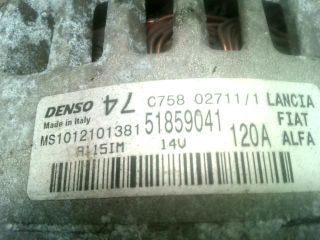 DENSO 74 C758 02711/1 LANCIA
Made in Italy FIAT
MS1012101381 51859041 120A ALFA
A115IM 14V